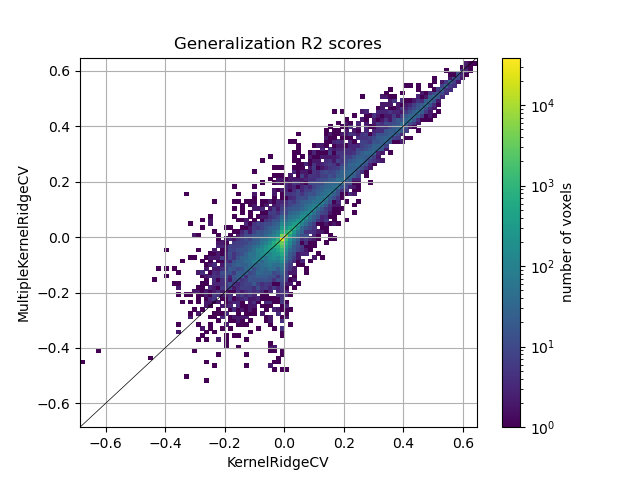 Generalization R2 scores
MultipleKernelRidgeCV
0.6
0.4
0.2
0.0
−0.2
−0.4
−0.6
−0.6 −0.4 −0.2 0.0 0.2 0.4 0.6
KernelRidgeCV
10⁴
10³
10²
10¹
10⁰
number of voxels